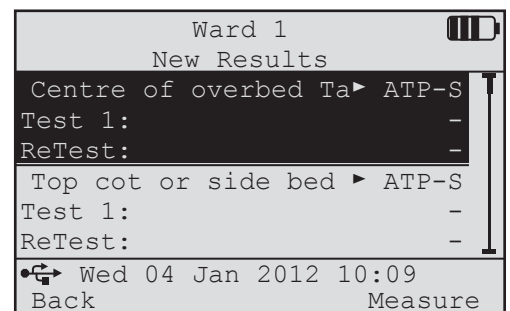 Ward 1
New Results
Centre of overbed Ta► ATP-S
Test 1: -
ReTest: -
Top cot or side bed ► ATP-S
Test 1: -
ReTest: -
Wed 04 Jan 2012 10:09
Back Measure